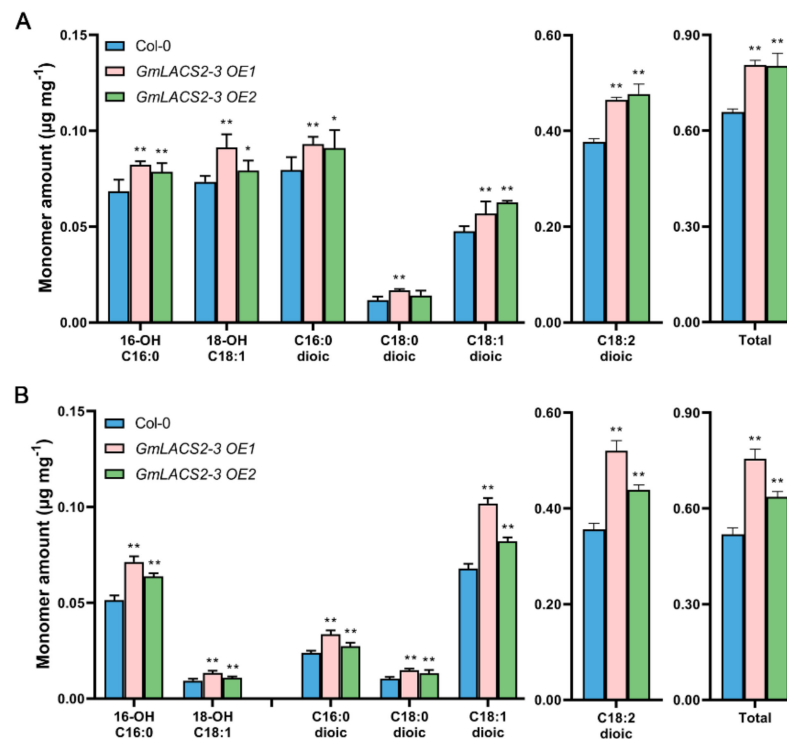 A
Monomer amount (µg mg⁻¹)
0.15
0.10
0.05
0.00
Col-0
GmLACS2-3 OE1
GmLACS2-3 OE2
** ** ** * ** * ** ** **
16-OH C16:0
18-OH C18:1
C16:0 dioic
C18:0 dioic
C18:1 dioic
0.60
0.40
0.20
0.00
** **
C18:2 dioic
0.90
0.60
0.30
0.00
** **
Total
B
Monomer amount (µg mg⁻¹)
0.15
0.10
0.05
0.00
Col-0
GmLACS2-3 OE1
GmLACS2-3 OE2
** ** ** ** ** ** ** ** ** **
16-OH C16:0
18-OH C18:1
C16:0 dioic
C18:0 dioic
C18:1 dioic
0.60
0.40
0.20
0.00
** **
C18:2 dioic
0.90
0.60
0.30
0.00
** **
Total